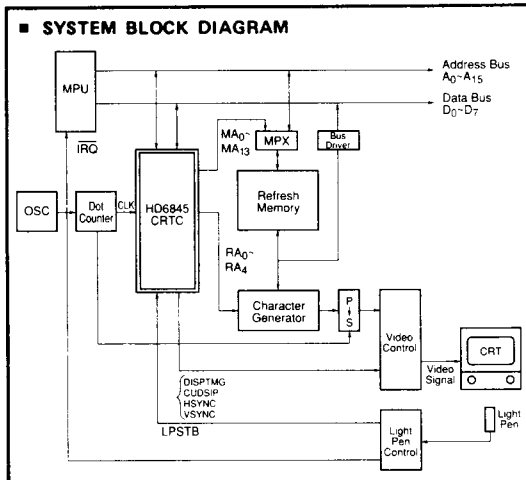 ■ SYSTEM BLOCK DIAGRAM
MPU
Address Bus
A₀~A₁₅
Data Bus
D₀~D₇
IRQ
MA₀~
MA₁₃
MPX
Bus
Driver
OSC
Dot
Counter
CLK
HD6845
CRTC
Refresh
Memory
RA₀~
RA₄
Character
Generator
P
↓
S
Video
Control
CRT
Video
Signal
DISPTMG
CUDSIP
HSYNC
VSYNC
LPSTB
Light
Pen
Control
Light
Pen